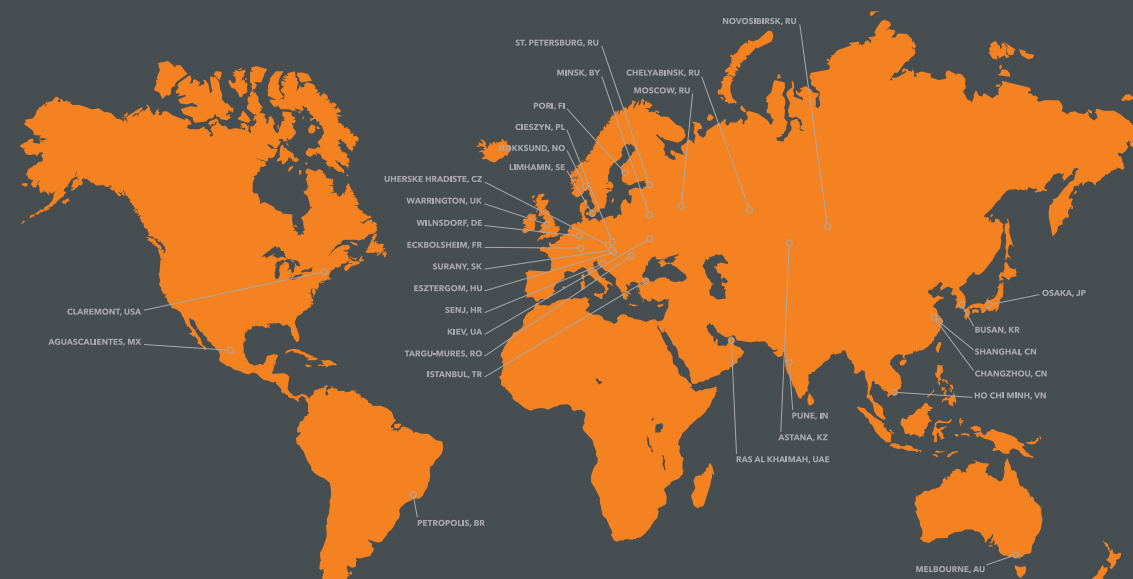 NOVOSIBIRSK, RU
ST. PETERSBURG, RU
MINSK, BY
CHELYABINSK, RU
MOSCOW, RU
PORI, FI
CIESZYN, PL
HOKKSUND, NO
LIMHAMN, SE
UHERSKE HRADISTE, CZ
WARRINGTON, UK
WILNSDORF, DE
ECKBOLSHEIM, FR
SURANY, SK
ESZTERGOM, HU
SENJ, HR
KIEV, UA
TARGU-MURES, RO
ISTANBUL, TR
CLAREMONT, USA
AGUASCALIENTES, MX
OSAKA, JP
BUSAN, KR
SHANGHAI, CN
CHANGZHOU, CN
HO CHI MINH, VN
PUNE, IN
ASTANA, KZ
RAS AL KHAIMAH, UAE
PETROPOLIS, BR
MELBOURNE, AU